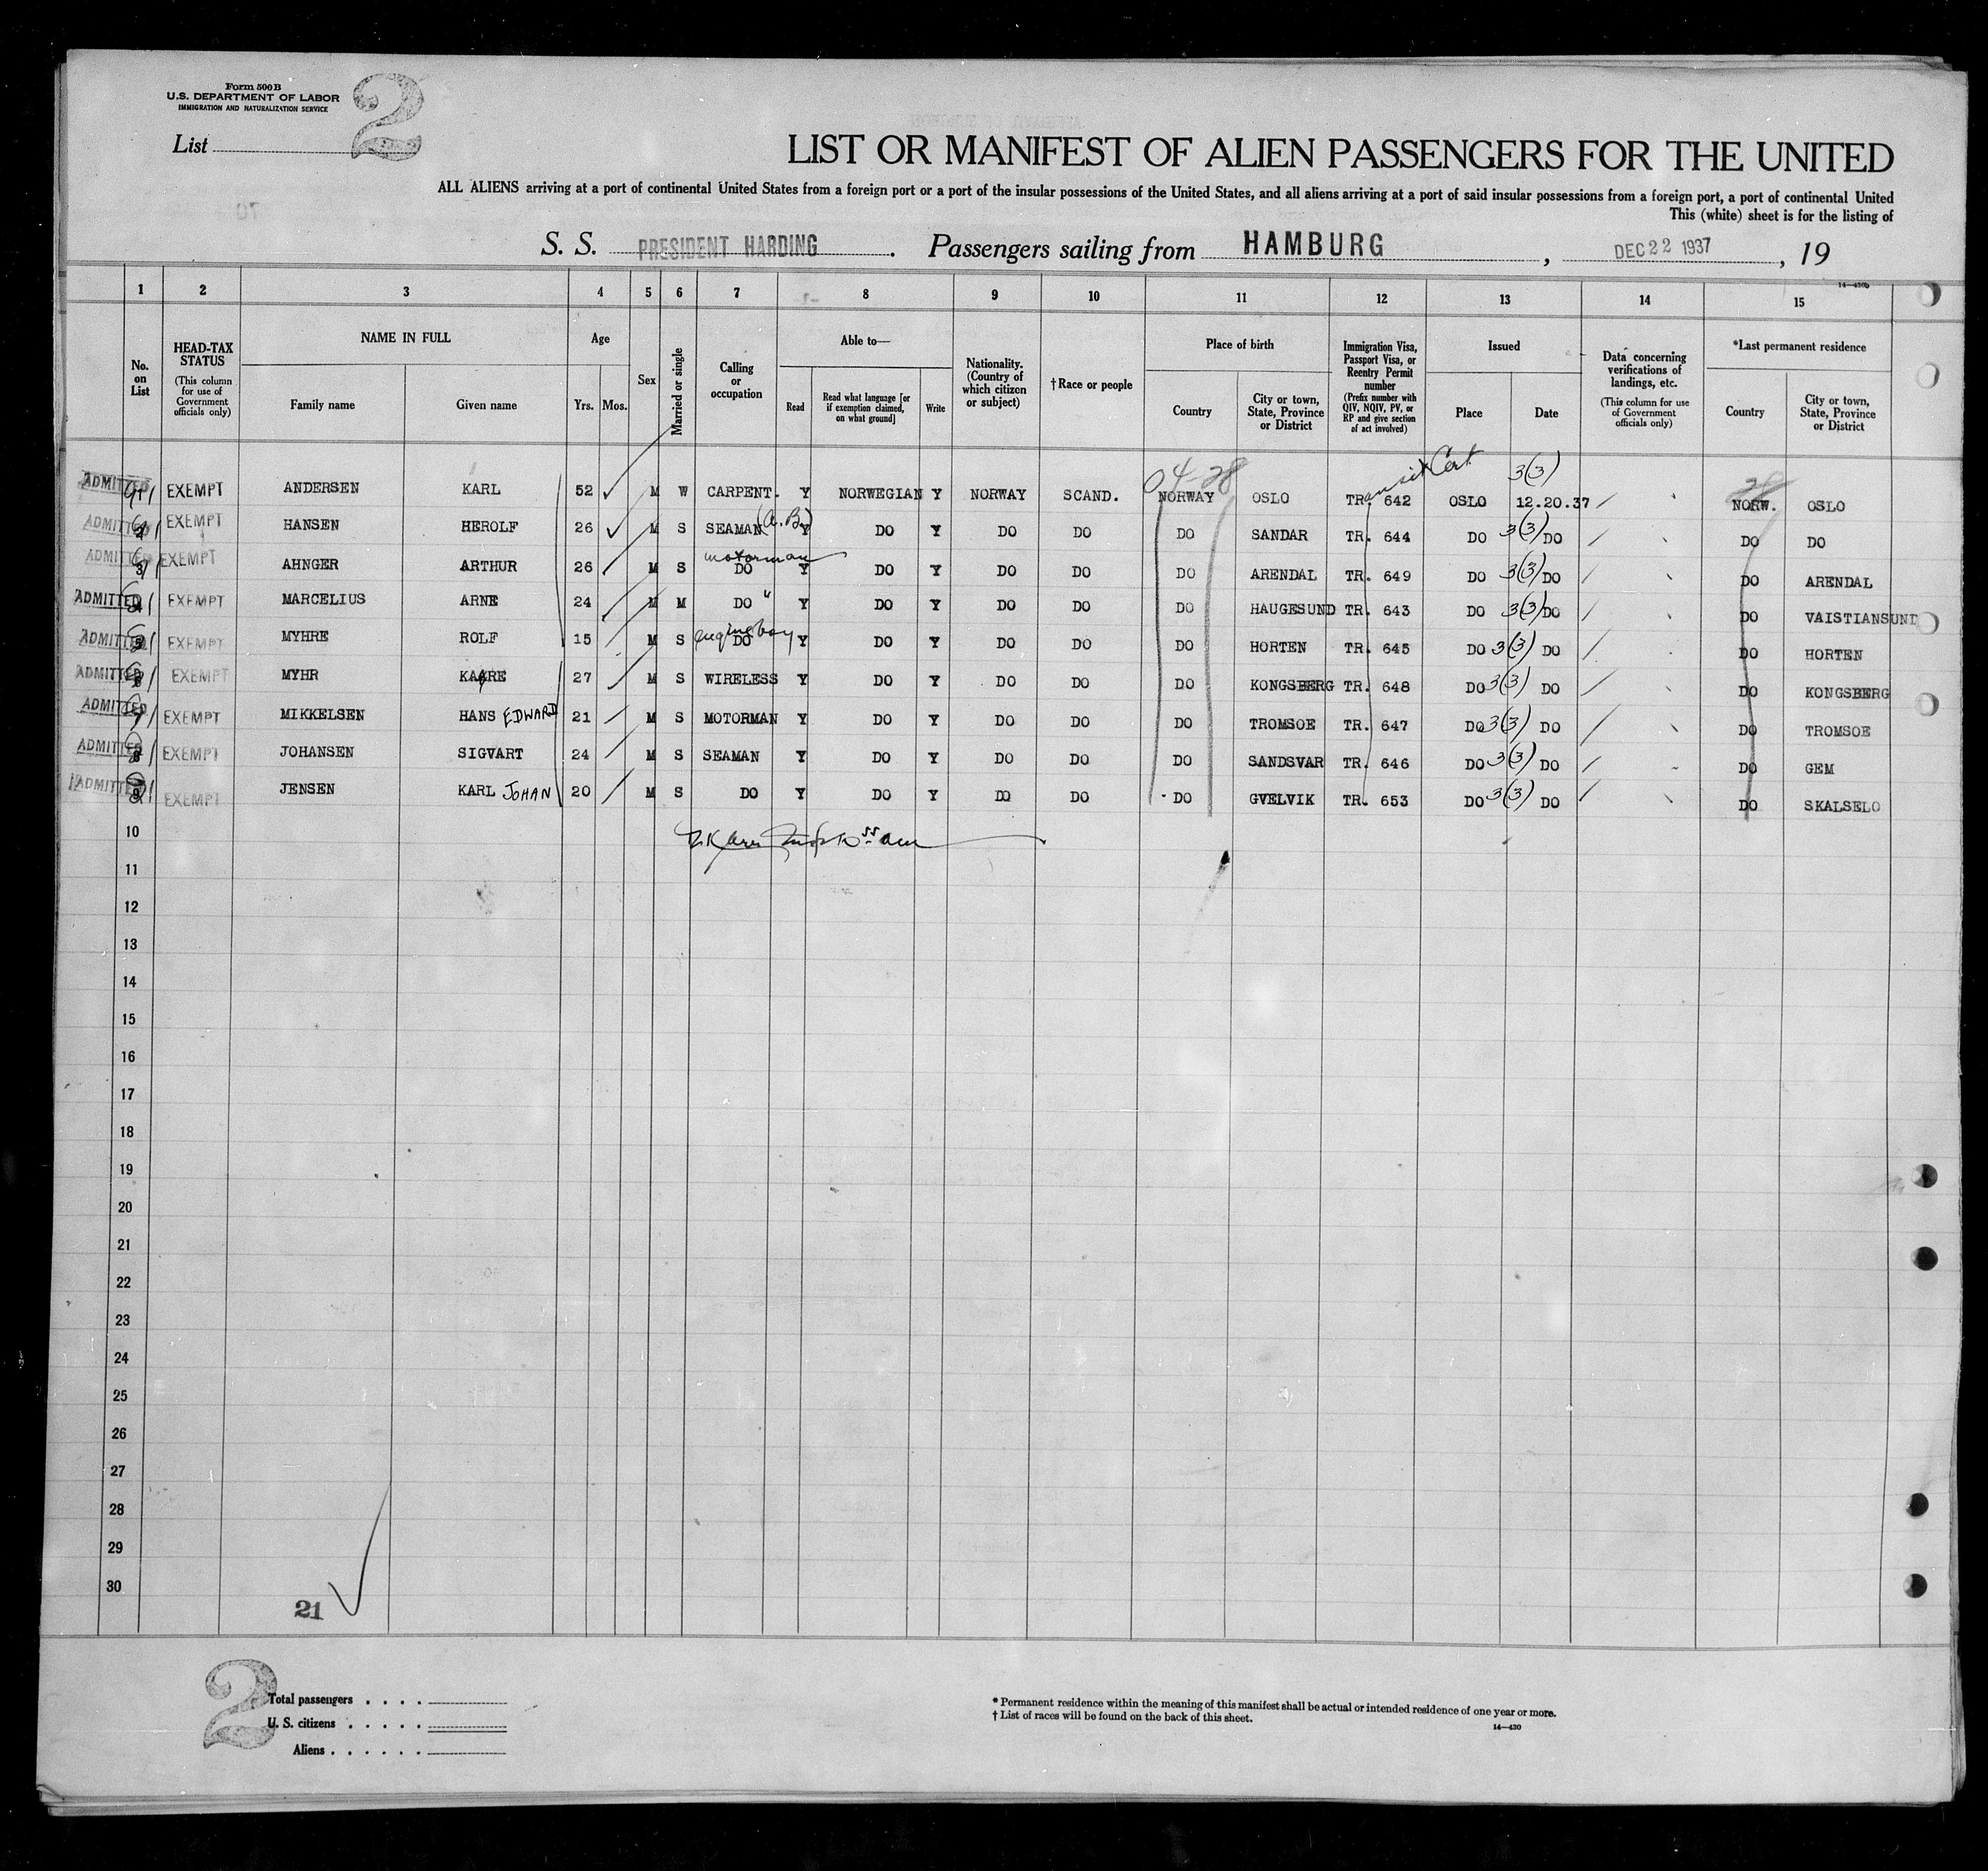 Form 500B
U.S. DEPARTMENT OF LABOR
IMMIGRATION AND NATURALIZATION SERVICE
2
List
LIST OR MANIFEST OF ALIEN PASSENGERS FOR THE UNITED
ALL ALIENS arriving at a port of continental United States from a foreign port or a port of the insular possessions of the United States, and all aliens arriving at a port of said insular possessions from a foreign port, a port of continental United
This (white) sheet is for the listing of
S. S. PRESIDENT HARDING. Passengers sailing from HAMBURG, DEC 22 1937, 19
14—430b
1 2 3 4 5 6 7 8 9 10 11 12 13 14 15
No. on List
HEAD-TAX STATUS (This column for use of Government officials only)
NAME IN FULL
Family name
Given name
Age
Yrs. Mos.
Sex
Married or single
Calling or occupation
Able to—
Read
Read what language [or if exemption claimed, on what ground]
Write
Nationality. (Country of which citizen or subject)
†Race or people
Place of birth
Country
City or town, State, Province or District
Immigration Visa, Passport Visa, or Reentry Permit number (Prefix number with QIV, NQIV, PV, or RP and give section of act involved)
Issued
Place
Date
Data concerning verifications of landings, etc. (This column for use of Government officials only)
*Last permanent residence
Country
City or town, State, Province or District
04-28 Transit Cert 3(3) 28
ADMITTED 1 EXEMPT ANDERSEN KARL 52 M W CARPENT. Y NORWEGIAN Y NORWAY SCAND. NORWAY OSLO TR. 642 OSLO 12.20.37 NORW. OSLO
ADMITTED 2 EXEMPT HANSEN HEROLF 26 M S SEAMAN (A.B.) Y DO Y DO DO DO SANDAR TR. 644 DO 3(3) DO DO DO
ADMITTED 3 EXEMPT AHNGER ARTHUR 26 M S motorman DO Y DO Y DO DO DO ARENDAL TR. 649 DO 3(3) DO DO ARENDAL
ADMITTED 4 EXEMPT MARCELIUS ARNE 24 M M DO " Y DO Y DO DO DO HAUGESUND TR. 643 DO 3(3) DO DO VAISTIANSUND
ADMITTED 5 EXEMPT MYHRE ROLF 15 M S engine boy DO Y DO Y DO DO DO HORTEN TR. 645 DO 3(3) DO DO HORTEN
ADMITTED 6 EXEMPT MYHR KAARE 27 M S WIRELESS Y DO Y DO DO DO KONGSBERG TR. 648 DO 3(3) DO DO KONGSBERG
ADMITTED 7 EXEMPT MIKKELSEN HANS EDWARD 21 M S MOTORMAN Y DO Y DO DO DO TROMSOE TR. 647 DO 3(3) DO DO TROMSOE
ADMITTED 8 EXEMPT JOHANSEN SIGVART 24 M S SEAMAN Y DO Y DO DO DO SANDSVAR TR. 646 DO 3(3) DO DO GEM
ADMITTED 9 EXEMPT JENSEN KARL JOHAN 20 M S DO Y DO Y DO DO DO GVELVIK TR. 653 DO 3(3) DO DO SKALSELO
10
11
12
13
14
15
16
17
18
19
20
21
22
23
24
25
26
27
28
29
30
21
2
Total passengers . . . .
U. S. citizens . . . . .
Aliens . . . . . .
* Permanent residence within the meaning of this manifest shall be actual or intended residence of one year or more.
† List of races will be found on the back of this sheet.
14—430